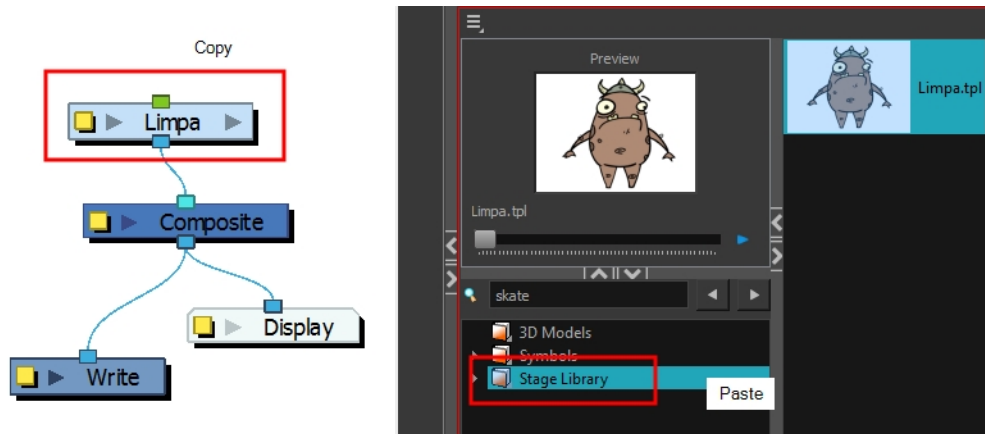 Copy
Limpa
Composite
Display
Write
Preview
Limpa.tpl
Limpa.tpl
skate
3D Models
Symbols
Stage Library
Paste